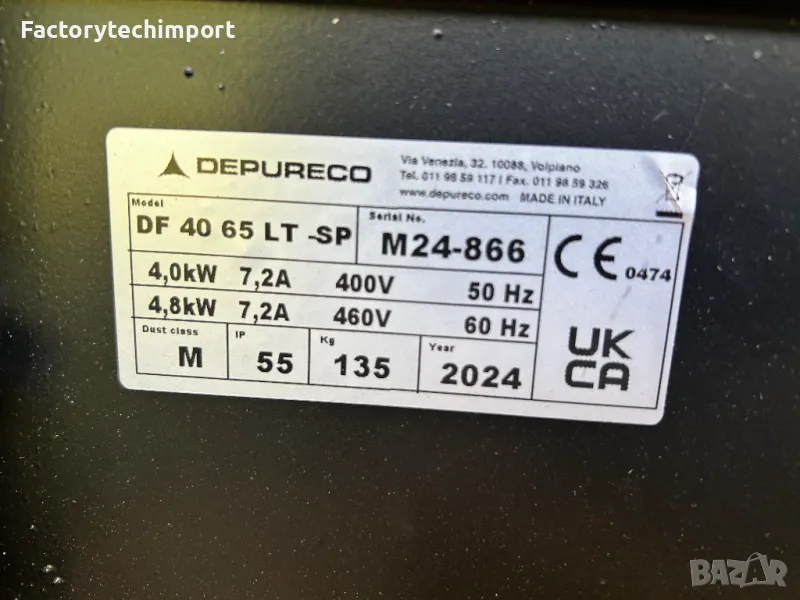 Factorytechimport
DEPURECO
Via Venezia, 32. 10088, Volpiano
Tel. 011 98 59 117 I Fax. 011 98 59 326
www.depureco.com MADE IN ITALY
Model
DF 40 65 LT -SP
Serial No.
M24-866
CE 0474
4,0kW 7,2A 400V 50 Hz
4,8kW 7,2A 460V 60 Hz
UK
CA
Dust class
M
IP
55
Kg
135
Year
2024
BAZAR